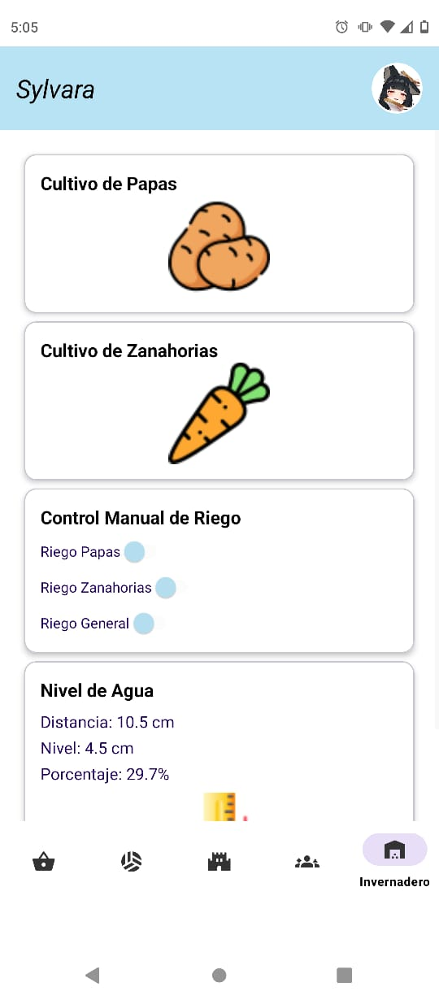 5:05
Sylvara
Cultivo de Papas
Cultivo de Zanahorias
Control Manual de Riego
Riego Papas
Riego Zanahorias
Riego General
Nivel de Agua
Distancia: 10.5 cm
Nivel: 4.5 cm
Porcentaje: 29.7%
Invernadero